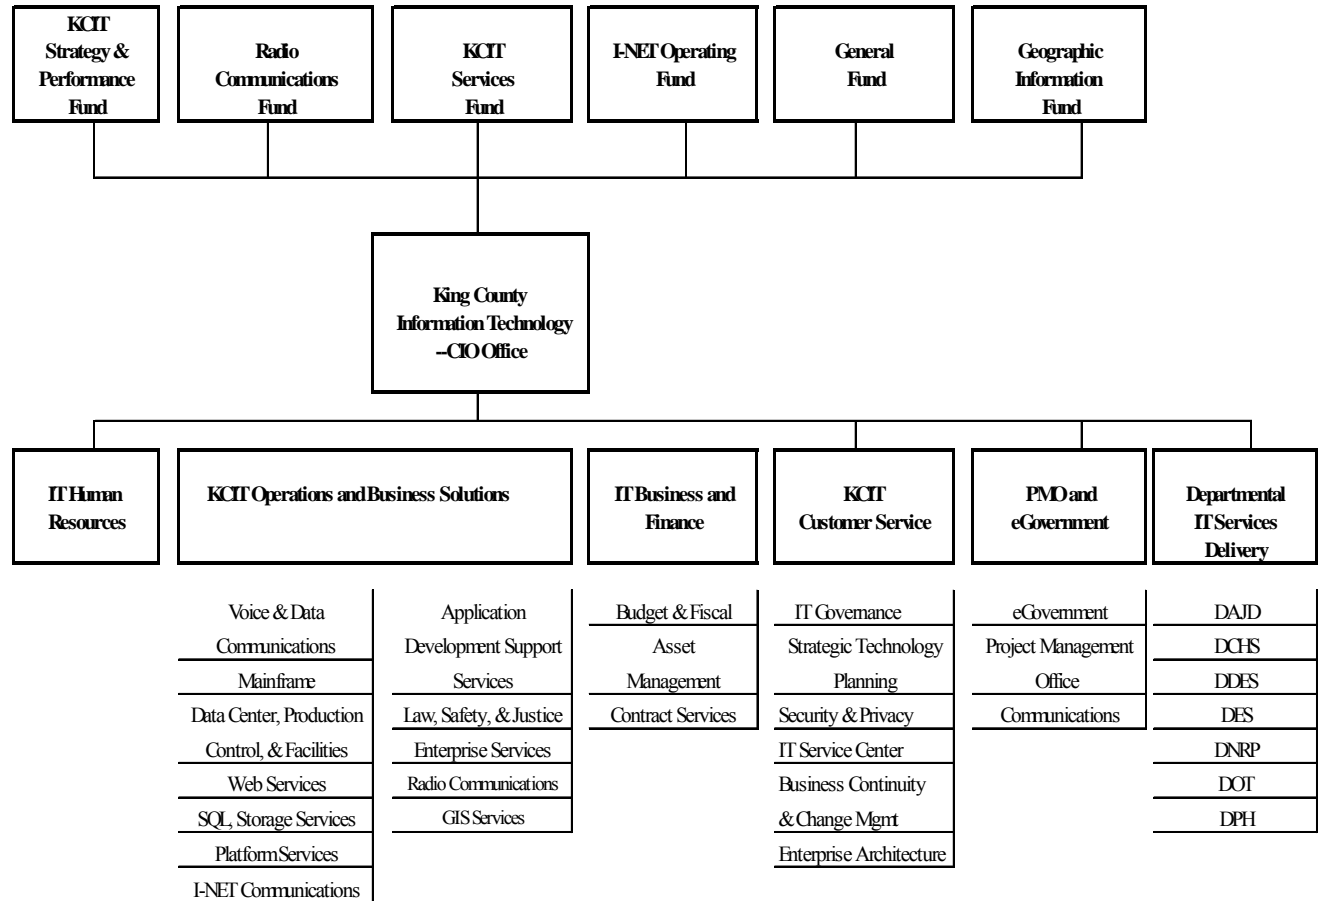 KCIT
Strategy &
Performance
Fund
Radio
Communications
Fund
KCIT
Services
Fund
I-NET Operating
Fund
General
Fund
Geographic
Information
Fund
King County
Information Technology
--CIO Office
IT Human
Resources
KCIT Operations and Business Solutions
IT Business and
Finance
KCIT
Customer Service
PMO and
eGovernment
Departmental
IT Services
Delivery
Voice & Data
Communications
Mainframe
Data Center, Production
Control, & Facilities
Web Services
SQL, Storage Services
Platform Services
I-NET Communications
Application
Development Support
Services
Law, Safety, & Justice
Enterprise Services
Radio Communications
GIS Services
Budget & Fiscal
Asset
Management
Contract Services
IT Governance
Strategic Technology
Planning
Security & Privacy
IT Service Center
Business Continuity
& Change Mgmt
Enterprise Architecture
eGovernment
Project Management
Office
Communications
DAJD
DCHS
DDES
DES
DNRP
DOT
DPH